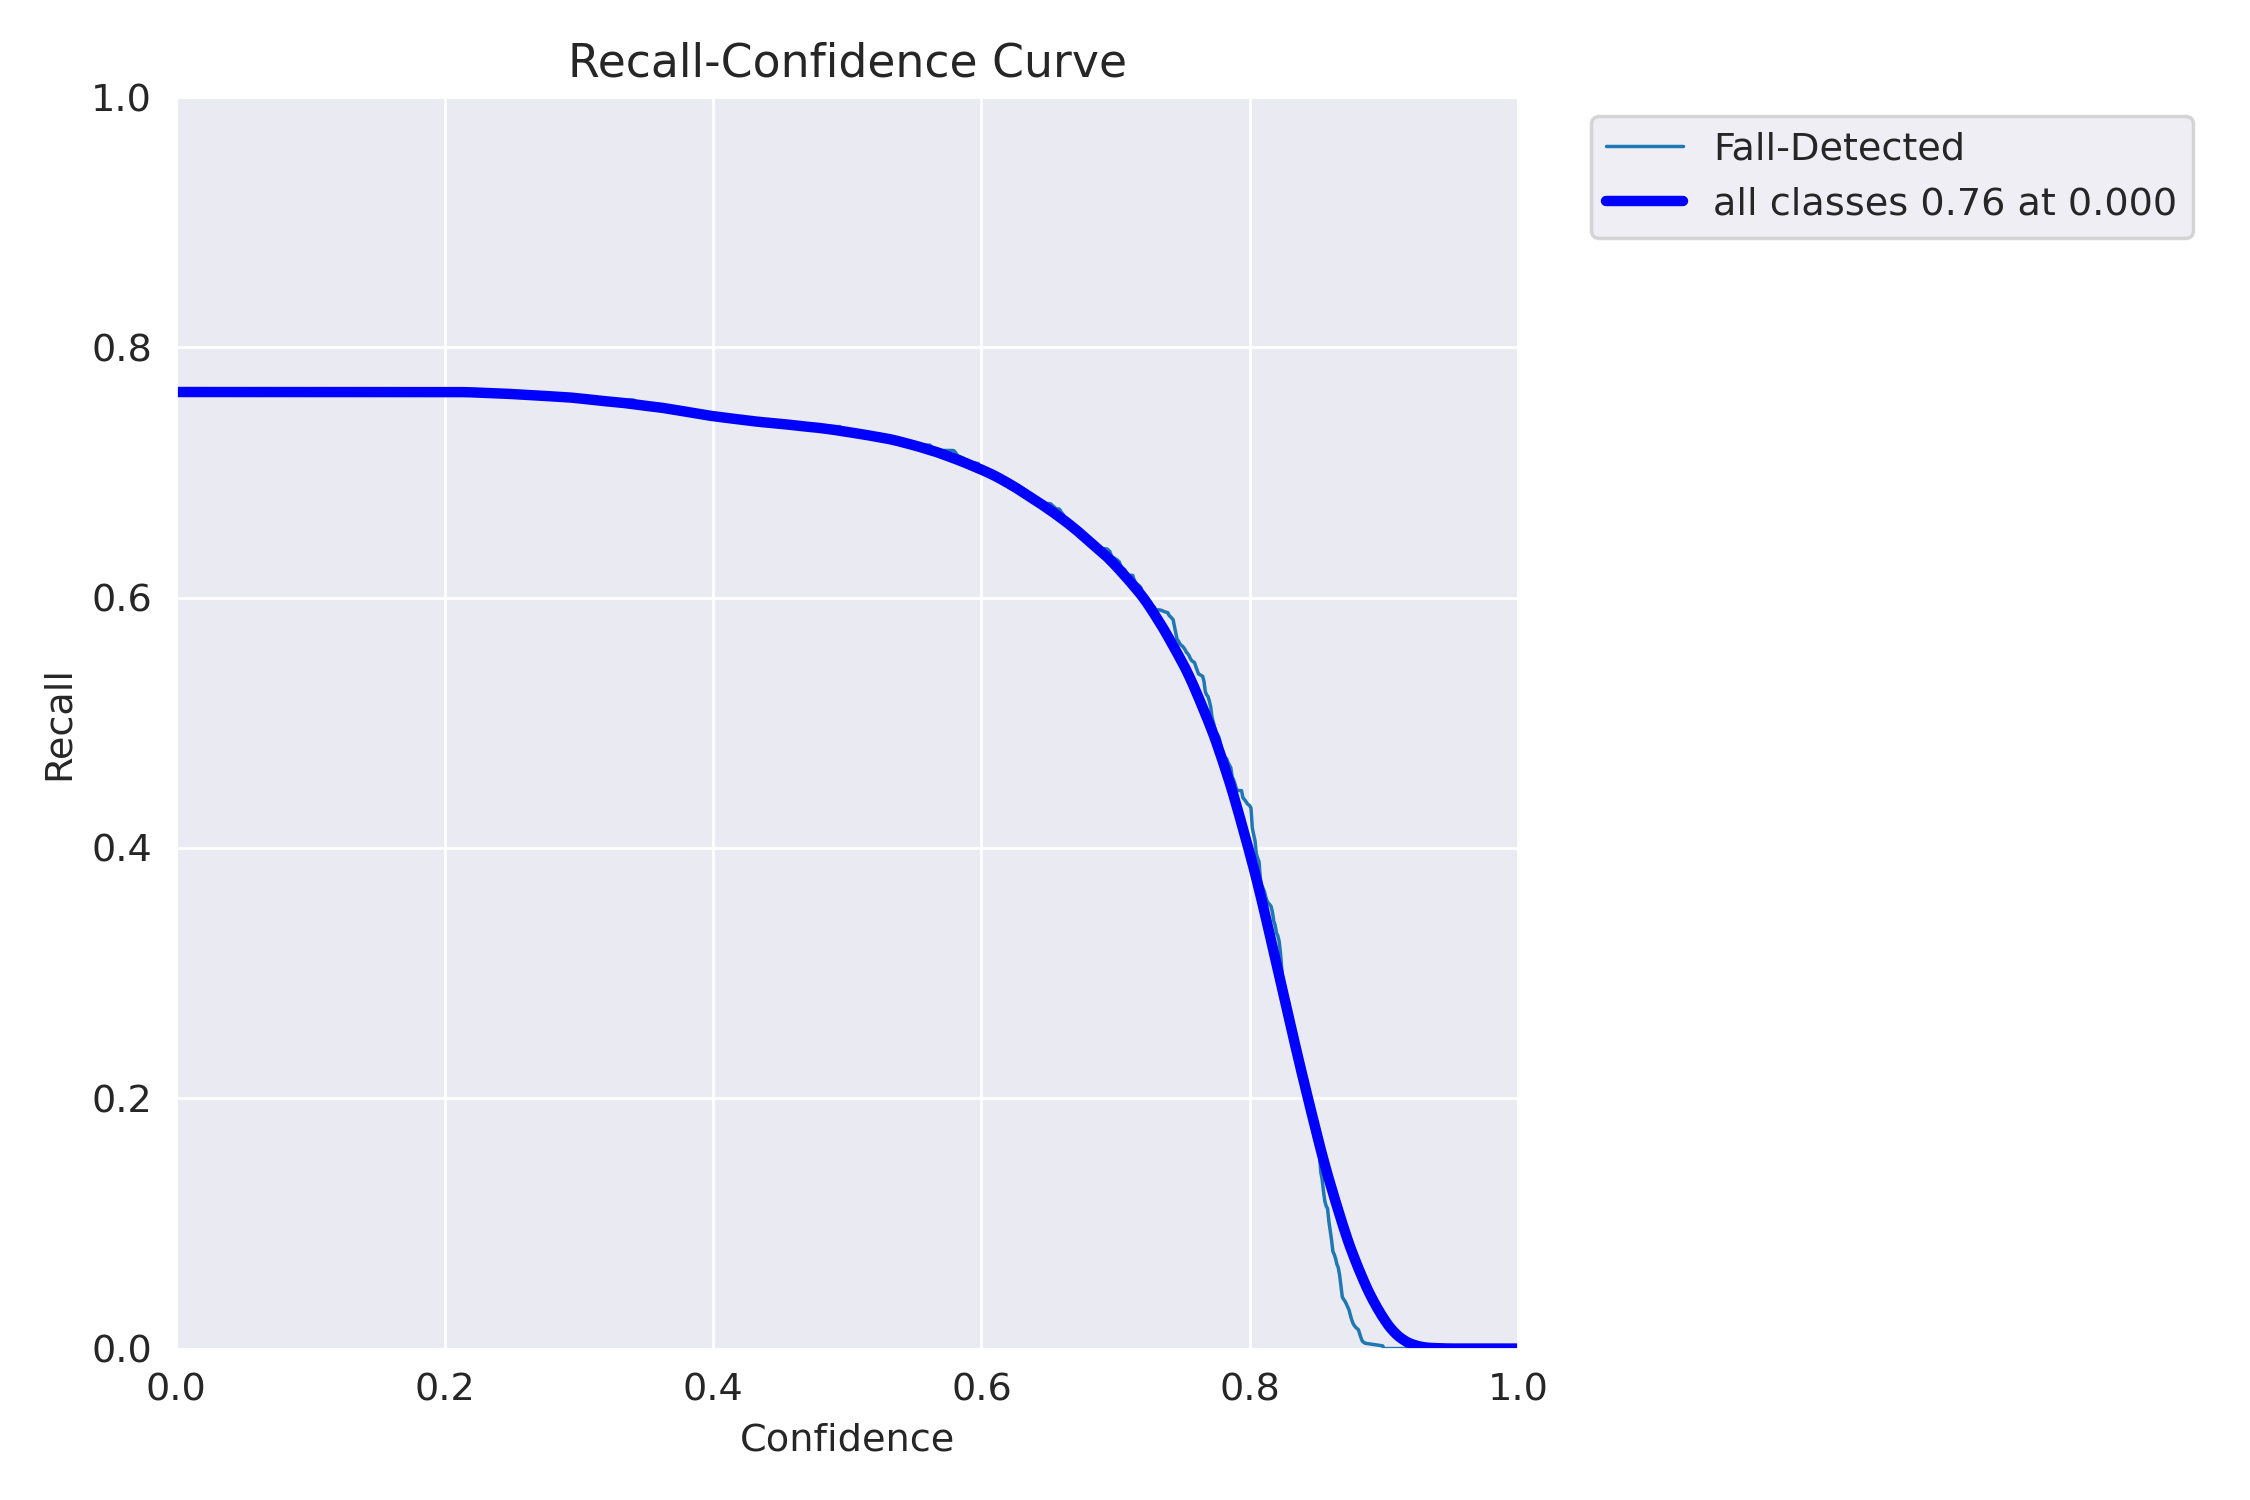 Recall-Confidence Curve
1.0
0.8
0.6
0.4
0.2
0.0
Recall
0.0 0.2 0.4 0.6 0.8 1.0
Confidence
Fall-Detected
all classes 0.76 at 0.000